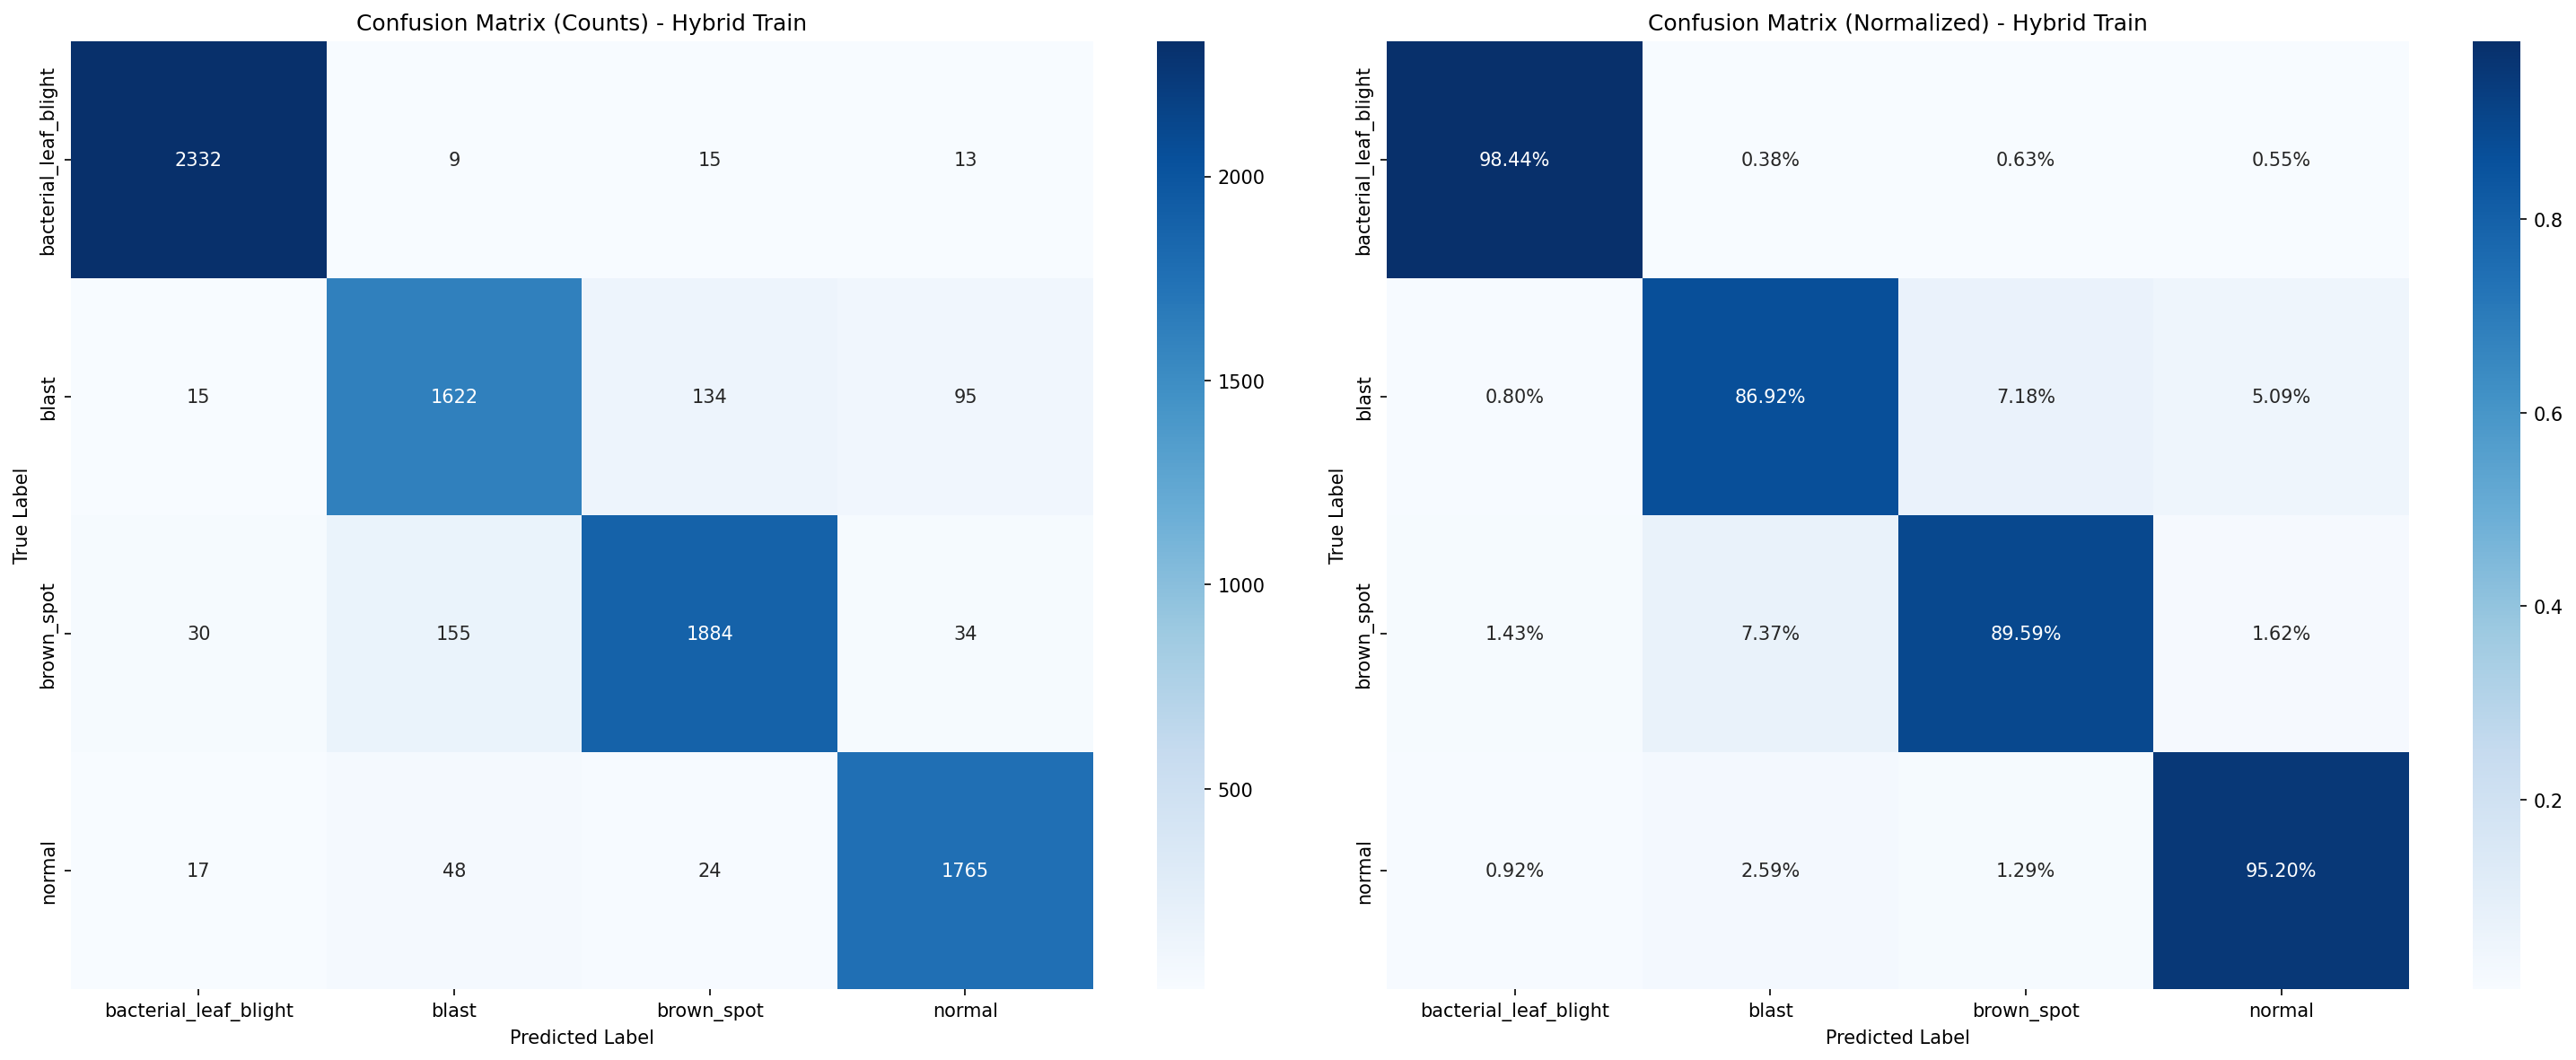 Confusion Matrix (Counts) - Hybrid Train
True Label
bacterial_leaf_blight
2332 9 15 13
blast
15 1622 134 95
brown_spot
30 155 1884 34
normal
17 48 24 1765
bacterial_leaf_blight blast brown_spot normal
Predicted Label
2000
1500
1000
500
Confusion Matrix (Normalized) - Hybrid Train
True Label
bacterial_leaf_blight
98.44% 0.38% 0.63% 0.55%
blast
0.80% 86.92% 7.18% 5.09%
brown_spot
1.43% 7.37% 89.59% 1.62%
normal
0.92% 2.59% 1.29% 95.20%
bacterial_leaf_blight blast brown_spot normal
Predicted Label
0.8
0.6
0.4
0.2